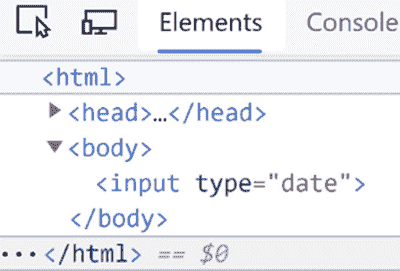 Elements Console
<html>
<head>…</head>
<body>
<input type="date">
</body>
··· </html> == $0